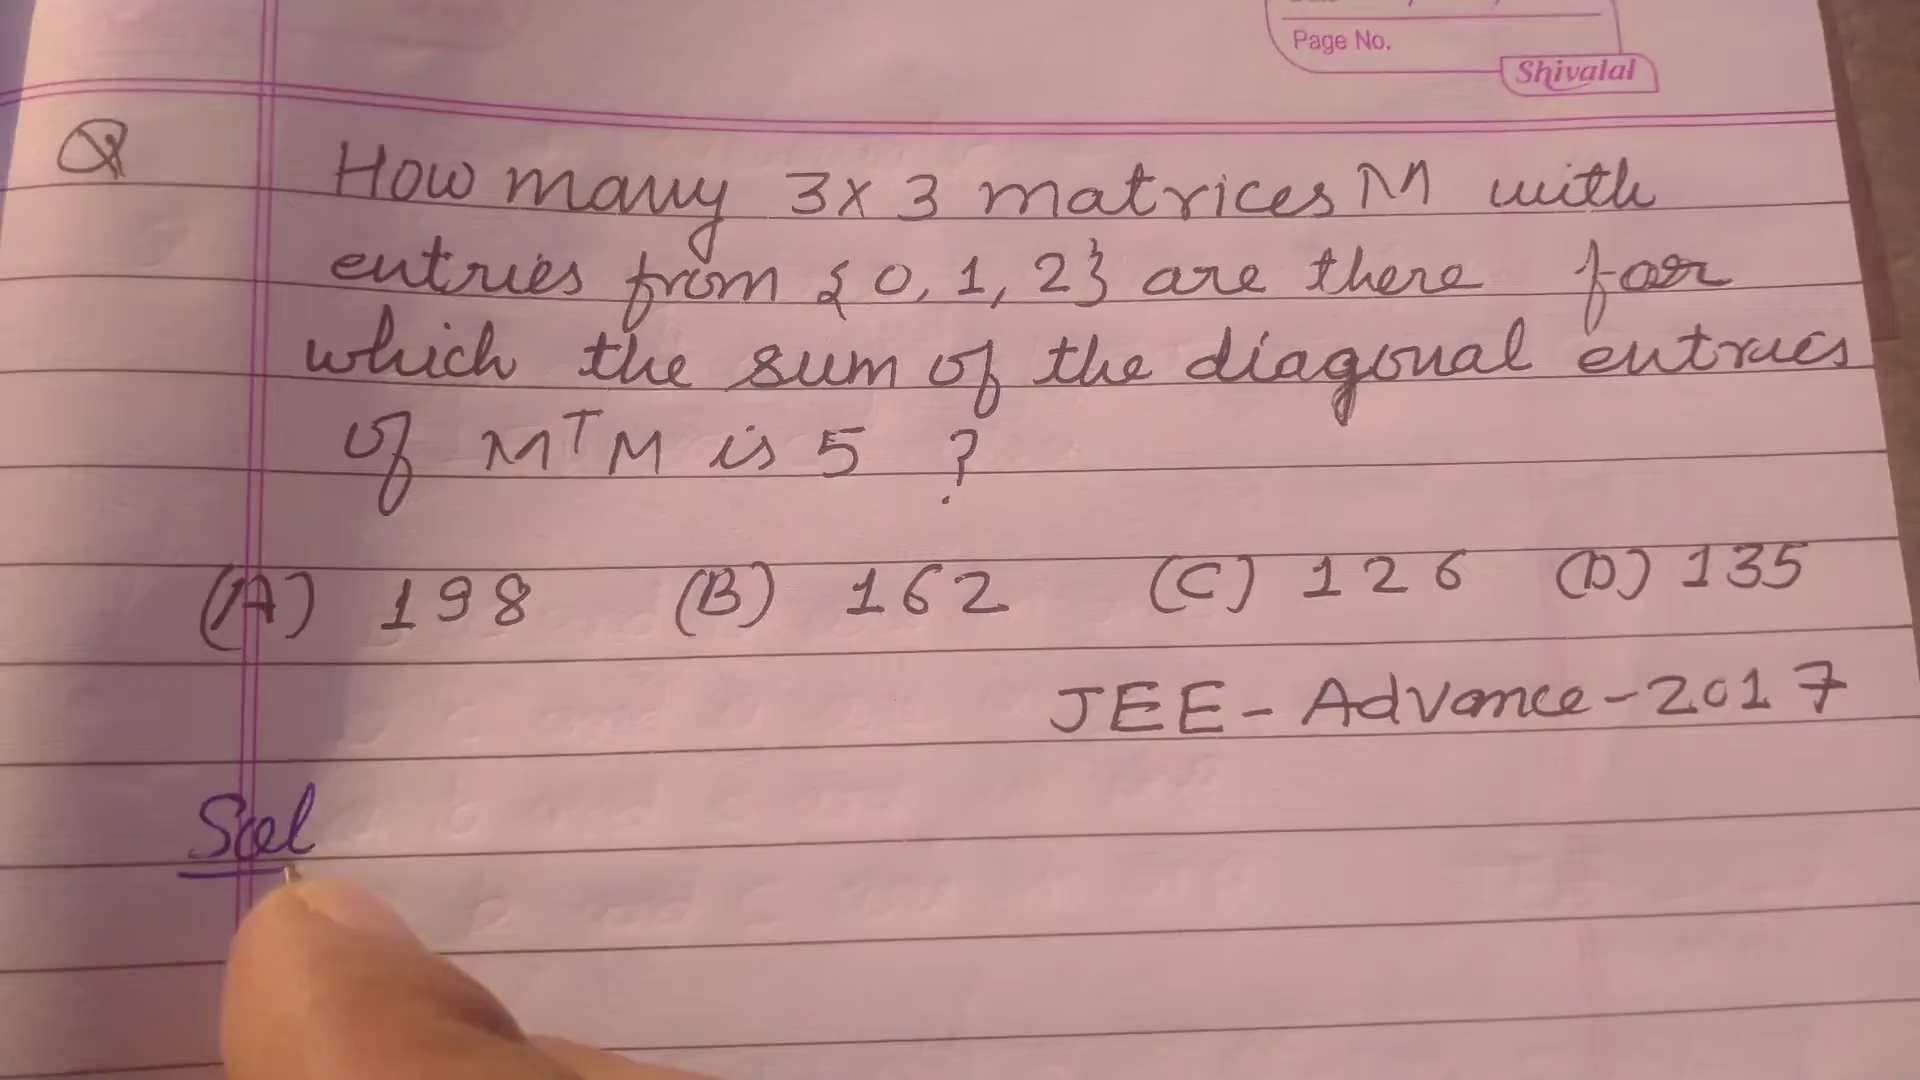 Page No.
Shivalal
Q How many 3x3 matrices M with
entries from {0, 1, 2} are there for
which the sum of the diagonal entries
of MᵀM is 5 ?
(A) 198 (B) 162 (C) 126 (D) 135
JEE-Advance-2017
Sol